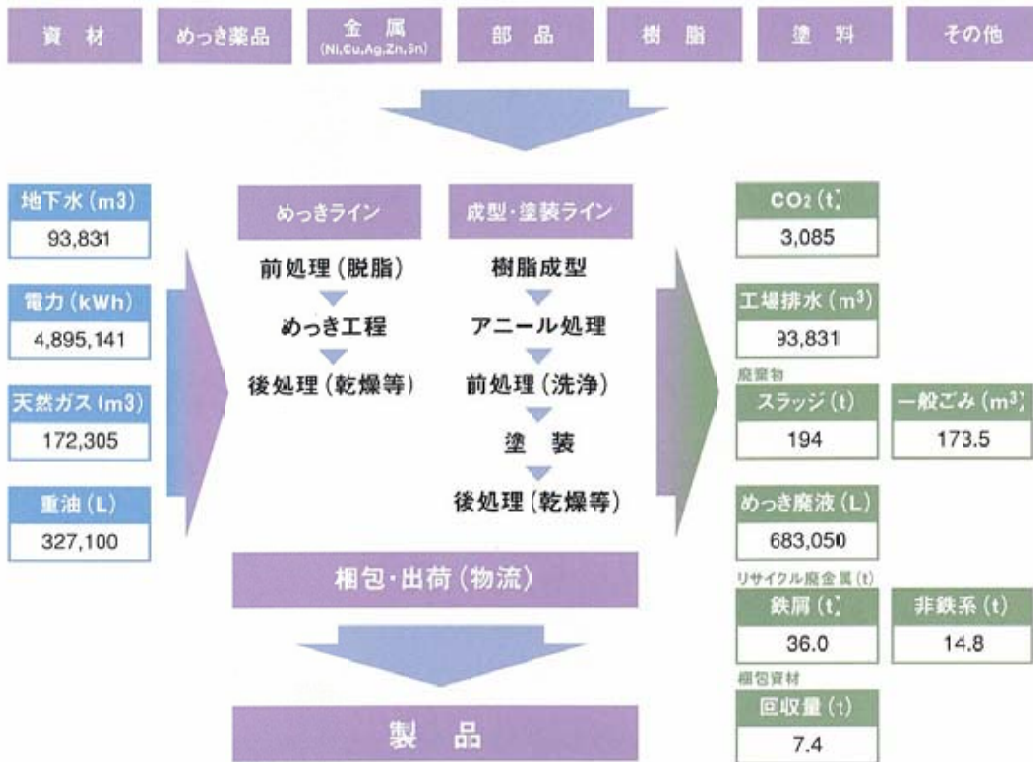 資材
めっき薬品
金属
(Ni,Cu,Ag,Zn,Sn)
部品
樹脂
塗料
その他
地下水(m3)
93,831
電力(kWh)
4,895,141
天然ガス(m3)
172,305
重油(L)
327,100
めっきライン
前処理(脱脂)
めっき工程
後処理(乾燥等)
成型・塗装ライン
樹脂成型
アニール処理
前処理(洗浄)
塗装
後処理(乾燥等)
梱包・出荷(物流)
製品
CO2(t)
3,085
工場排水(m³)
93,831
廃棄物
スラッジ(t)
194
一般ごみ(m³)
173.5
めっき廃液(L)
683,050
リサイクル廃金属(t)
鉄屑(t)
36.0
非鉄系(t)
14.8
梱包資材
回収量(t)
7.4